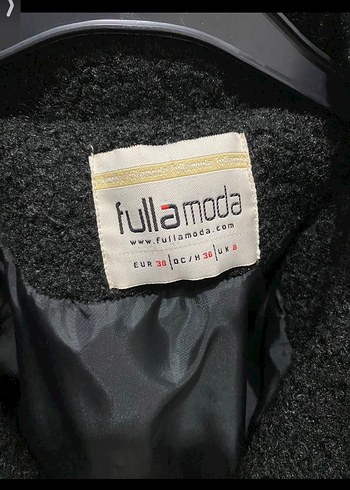 fullamoda
www.fullamoda.com
EUR 38 | DC/H 36 | UK 8